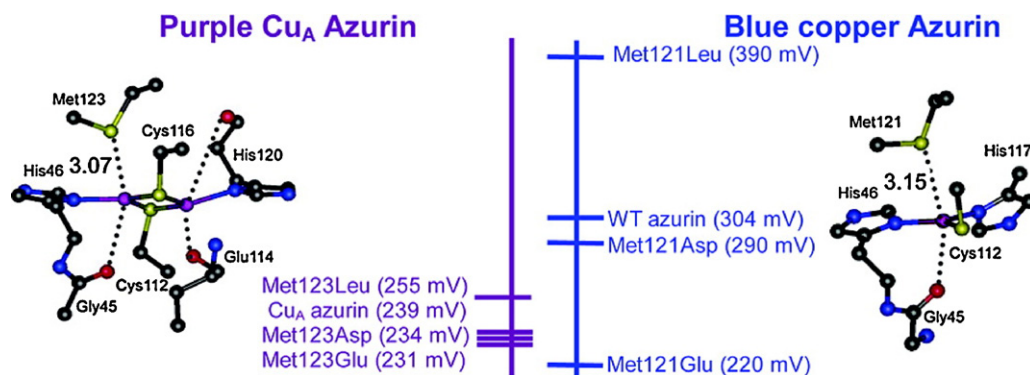 Purple CuA Azurin
Blue copper Azurin
Met123
Cys116
His120
His46
3.07
Glu114
Cys112
Gly45
Met123Leu (255 mV)
CuA azurin (239 mV)
Met123Asp (234 mV)
Met123Glu (231 mV)
Met121Leu (390 mV)
WT azurin (304 mV)
Met121Asp (290 mV)
Met121Glu (220 mV)
Met121
His117
3.15
His46
Cys112
Gly45